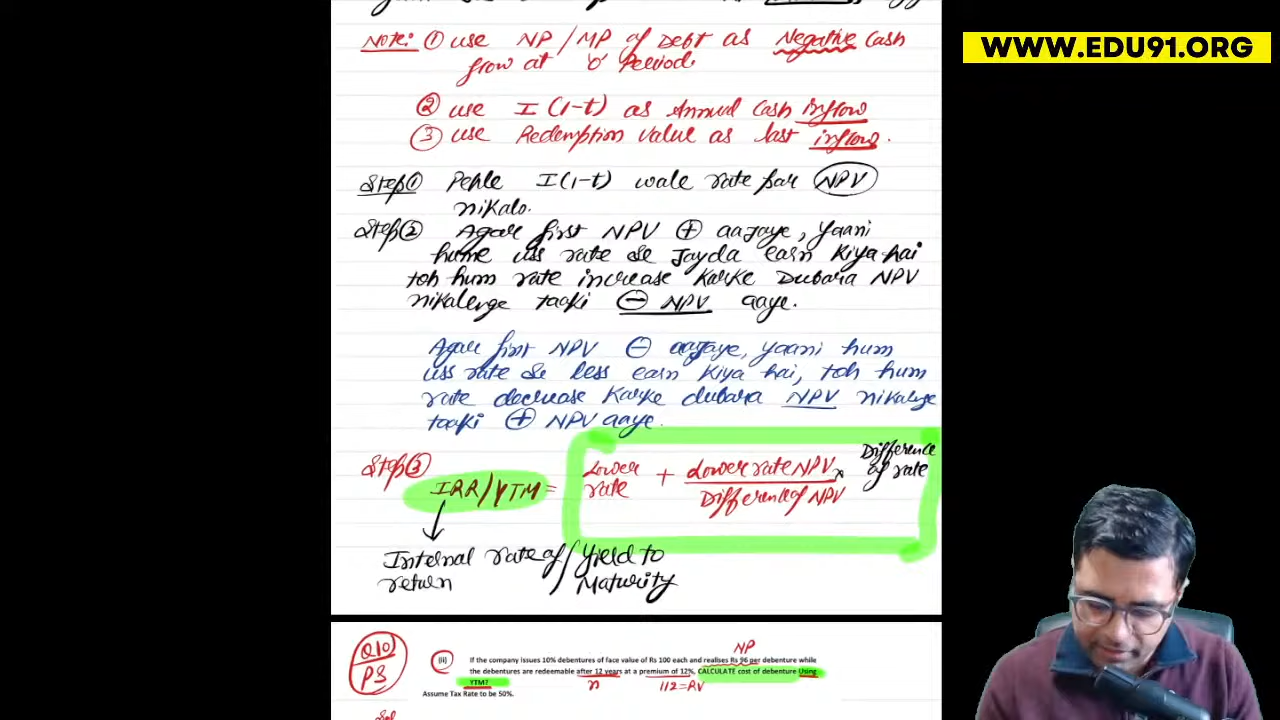 WWW.EDU91.ORG
Note: ① use NP/MP of Debt as Negative cash
frow at '0' Period.
② use I(1-t) as Annual cash inflow
③ use Redemption value as last inflow.
Step① Pehle I(1-t) wale rate par NPV
nikalo.
Step② Agar first NPV ⊕ aajaye, yaani
hume uss rate se Jayda earn kiya hai
toh hum rate increase karke Dubara NPV
nikalenge taaki ⊖ NPV aaye.
Agar first NPV ⊖ aajaye, yaani hum
uss rate se less earn kiya hai, toh hum
rate decrease karke dubara NPV nikalenge
taaki ⊕ NPV aaye.
Step③
IRR/YTM = Lower rate + Lower rate NPV / Difference of NPV × Difference of rate
Internal rate of return / Yield to Maturity
Q10
P3
NP
(ii) If the company issues 10% debentures of face value of Rs 100 each and realises Rs 96 per debenture while
the debentures are redeemable after 12 years at a premium of 12%, CALCULATE cost of debenture Using
YTM?
n 112=RV
Assume Tax Rate to be 50%.